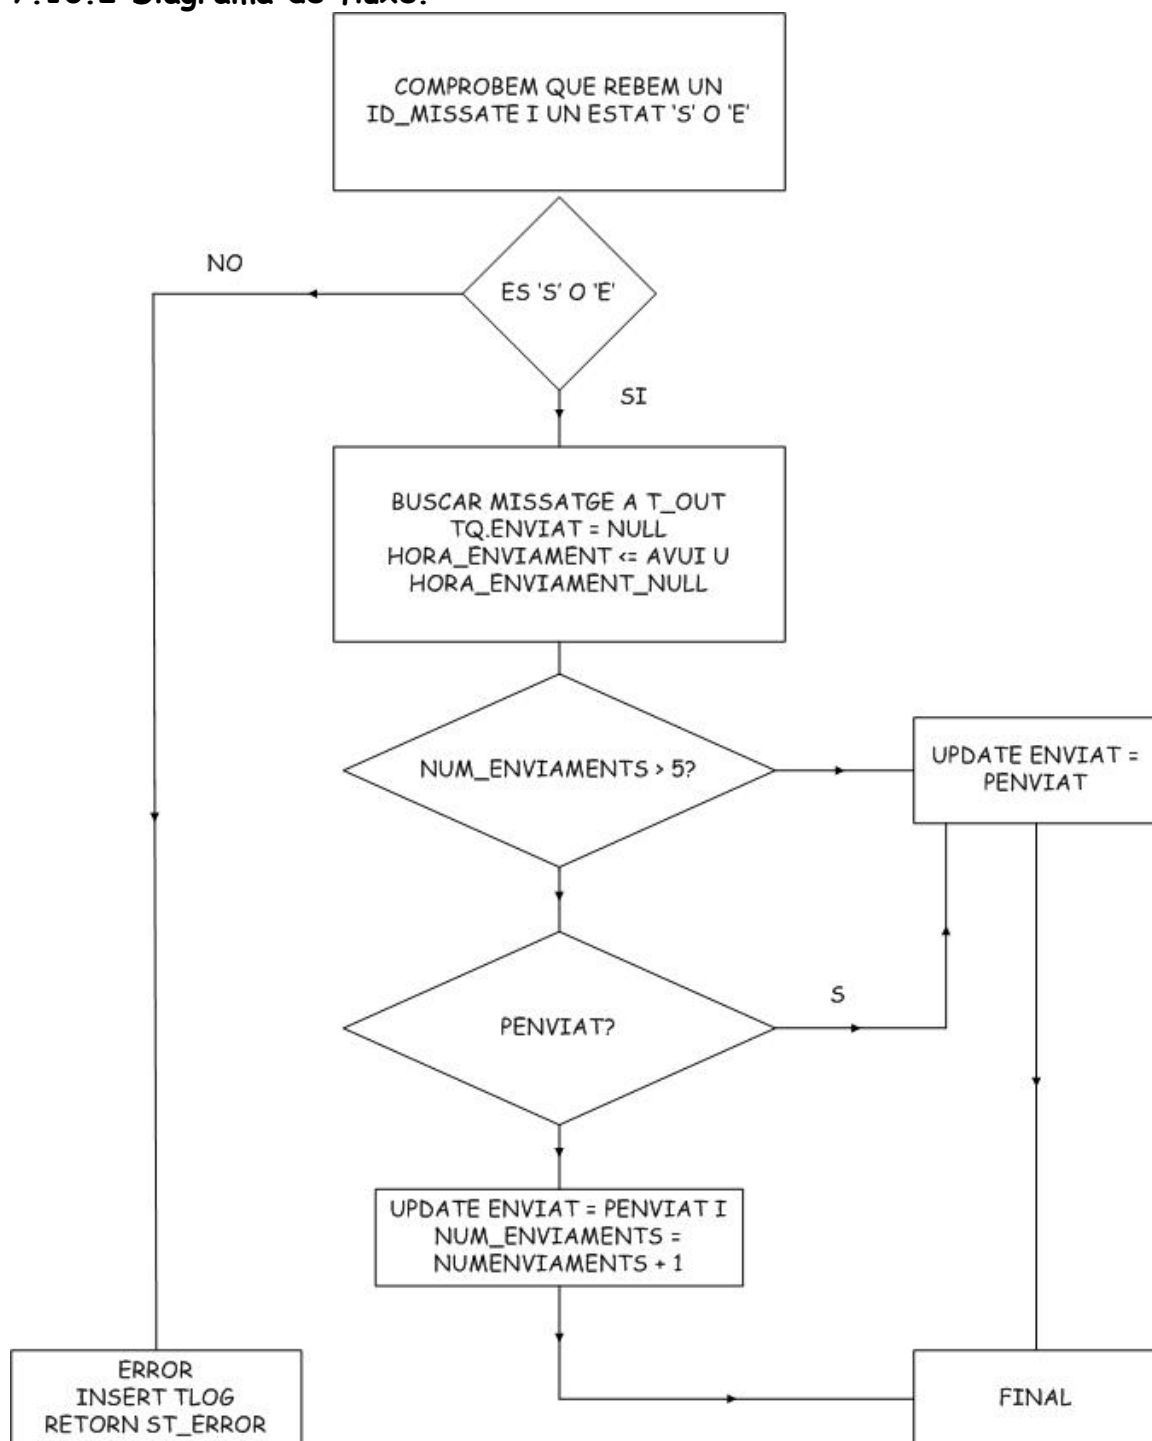 COMPROBEM QUE REBEM UN
ID_MISSATE I UN ESTAT 'S' O 'E'
NO
ES 'S' O 'E'
SI
BUSCAR MISSATGE A T_OUT
TQ.ENVIAT = NULL
HORA_ENVIAMENT <= AVUI U
HORA_ENVIAMENT_NULL
NUM_ENVIAMENTS > 5?
UPDATE ENVIAT =
PENVIAT
PENVIAT?
S
UPDATE ENVIAT = PENVIAT I
NUM_ENVIAMENTS =
NUMENVIAMENTS + 1
ERROR
INSERT TLOG
RETORN ST_ERROR
FINAL